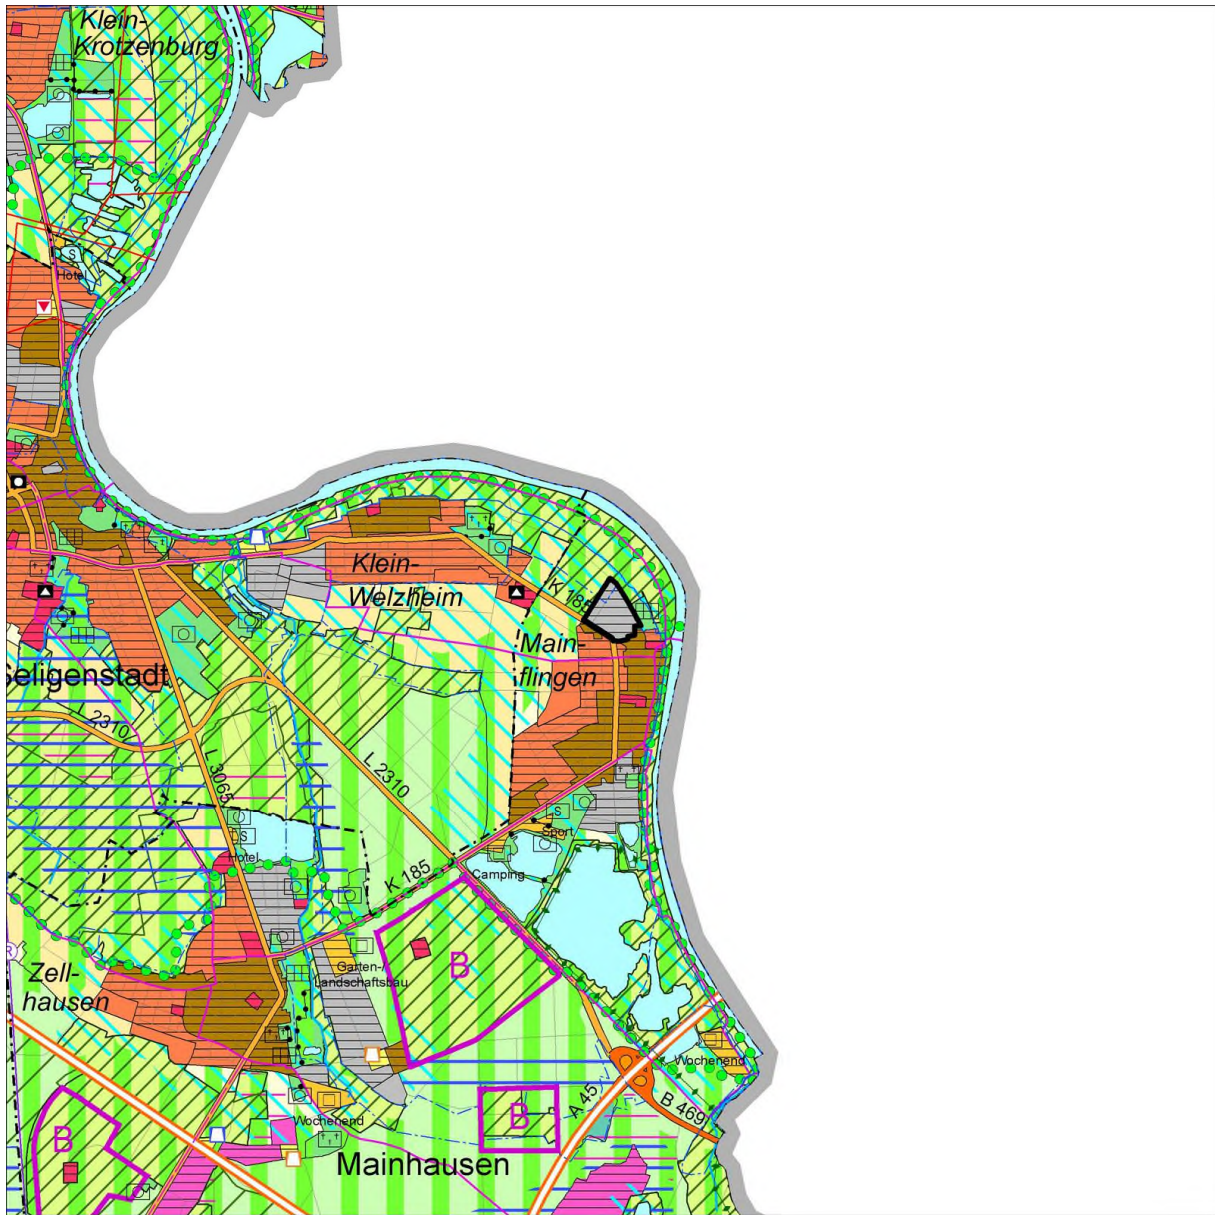 Klein-
Krotzenburg
S
Hotel
Klein-
Welzheim
K 185
Main-
flingen
Seligenstadt
L 2310
L 3065
L 2310
S
Sport
S
Hotel
Camping
K 185
B
Garten-/
Landschaftsbau
Zell-
hausen
R
Wochenend
A 45
B 469
B
B
Wochenend
Mainhausen